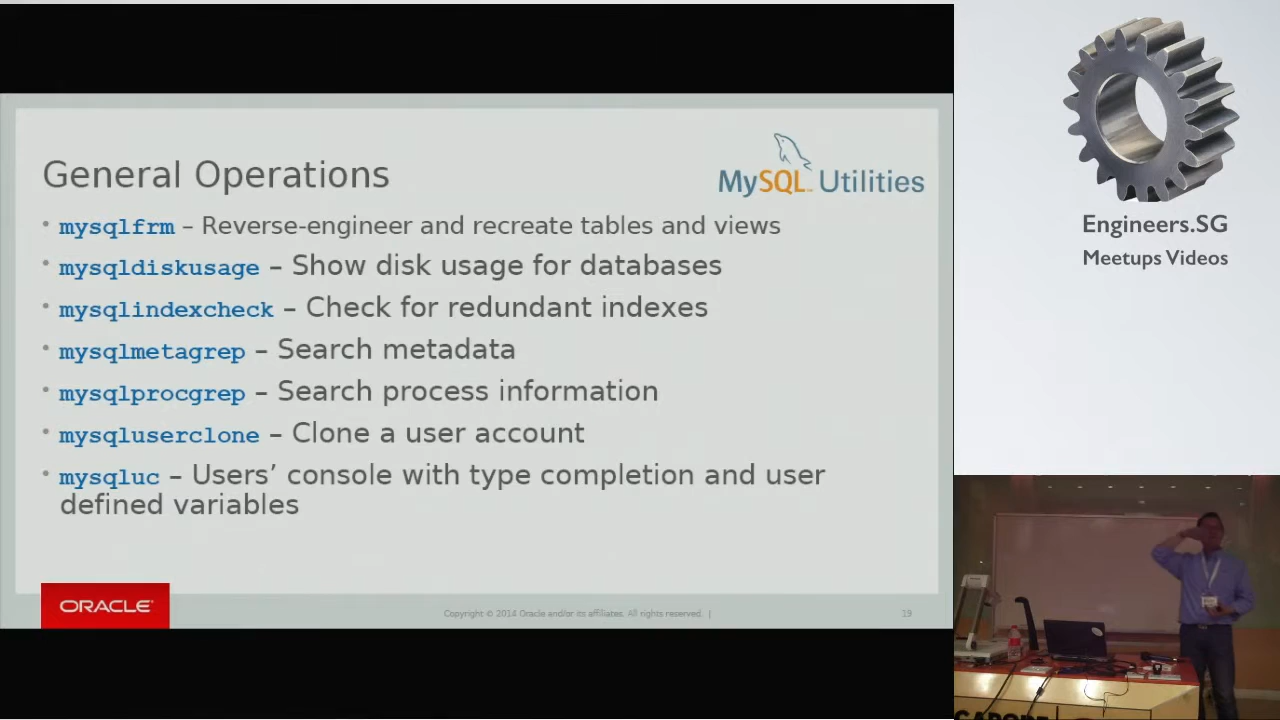 General Operations
MySQL Utilities
• mysqlfrm – Reverse-engineer and recreate tables and views
• mysqldiskusage – Show disk usage for databases
• mysqlindexcheck – Check for redundant indexes
• mysqlmetagrep – Search metadata
• mysqlprocgrep – Search process information
• mysqluserclone – Clone a user account
• mysqluc – Users’ console with type completion and user
defined variables
ORACLE
Copyright © 2014 Oracle and/or its affiliates. All rights reserved. |
19
Engineers.SG
Meetups Videos